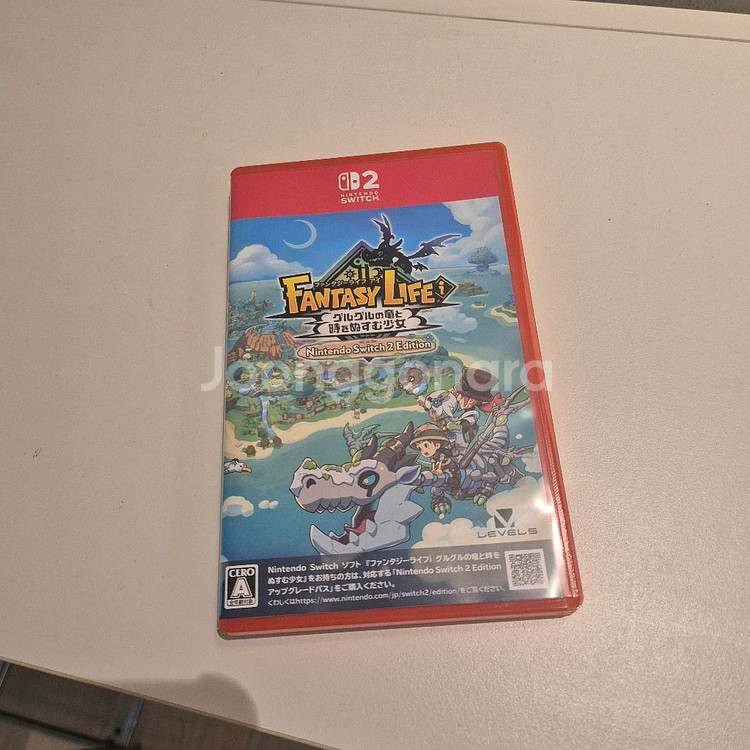 2
NINTENDO
SWITCH
ファンタジーライフ アイ
FANTASY LIFE i
グルグルの竜と
時をぬすむ少女
Nintendo Switch 2 Edition
Joonggonara
LEVEL5
Nintendo Switch ソフト 『ファンタジーライフi グルグルの竜と時を
ぬすむ少女』をお持ちの方は、対応する「Nintendo Switch 2 Edition
アップグレードパス」をご購入ください。
くわしくはhttps://www.nintendo.com/jp/switch2/edition/をご覧ください。
CERO
A